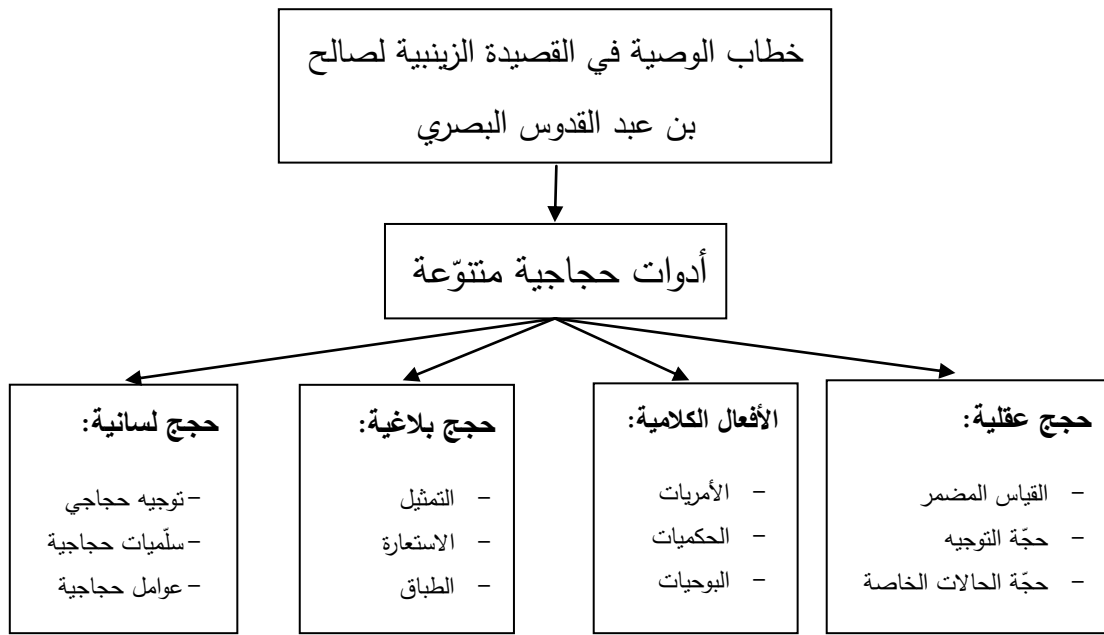 خطاب الوصية في القصيدة الزينبية لصالح
بن عبد القدوس البصري
أدوات حجاجية متنوّعة
حجج عقلية:
- القياس المضمر
- حجّة التوجيه
- حجّة الحالات الخاصة
الأفعال الكلامية:
- الأمريات
- الحكميات
- البوحيات
حجج بلاغية:
- التمثيل
- الاستعارة
- الطباق
حجج لسانية:
- توجيه حجاجي
- سلّميات حجاجية
- عوامل حجاجية